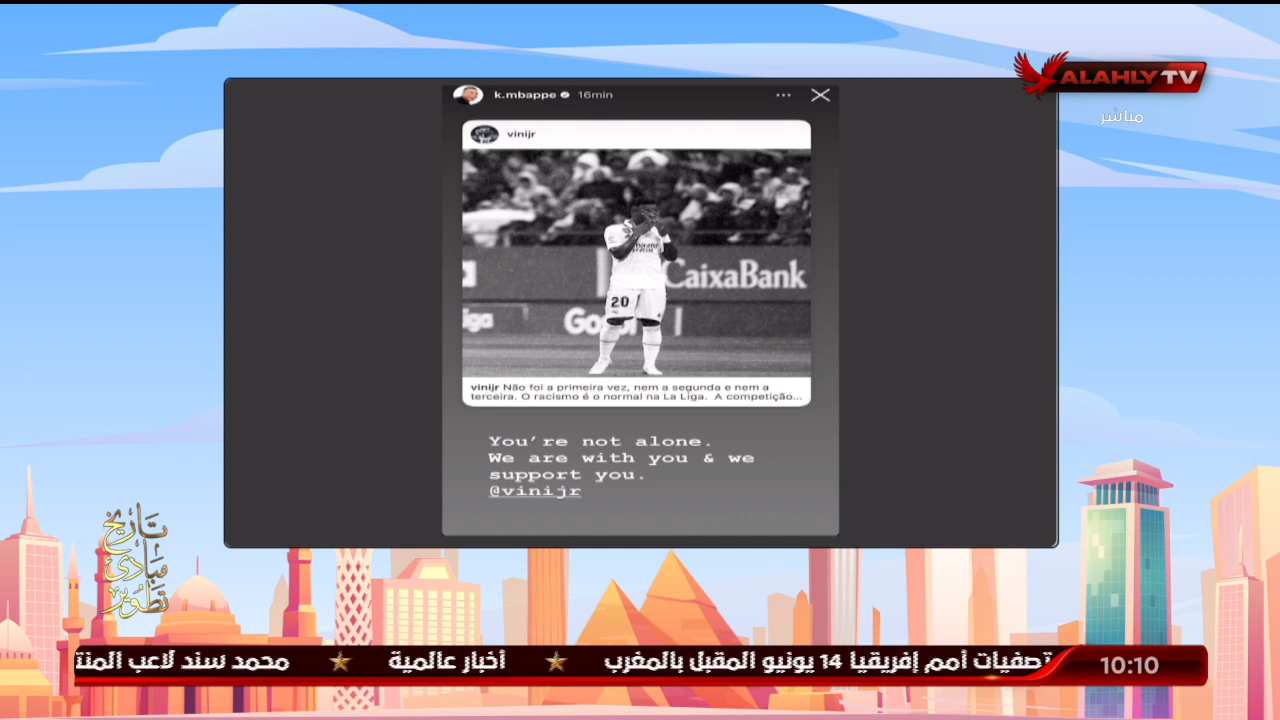 ALAHLY TV
مباشر
k.mbappe 16min
vinijr
CaixaBank
20
vinijr Não foi a primeira vez, nem a segunda e nem a
terceira. O racismo é o normal na La Liga. A competição...
You're not alone.
We are with you & we
support you.
@vinijr
تاريخ
مبادئ
تطوير
تصفيات أمم إفريقيا 14 يونيو المقبل بالمغرب ★ أخبار عالمية ★ محمد سند لاعب
10:10